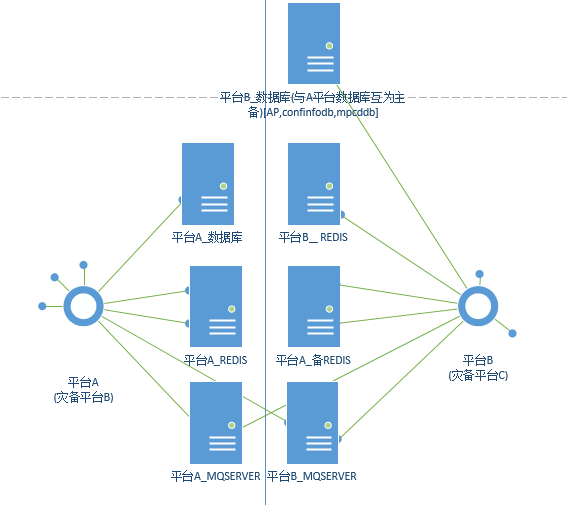 平台B_数据库(与A平台数据库互为主
备)[AP,confinfodb,mpcddb]
平台A_数据库
平台B__REDIS
平台A_REDIS
平台A_备REDIS
平台A
(灾备平台B)
平台B
(灾备平台C)
平台A_MQSERVER
平台B_MQSERVER